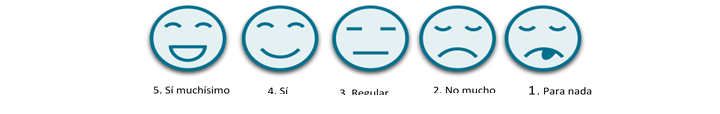 5. Sí muchísimo 4. Sí 3. Regular 2. No mucho 1. Para nada